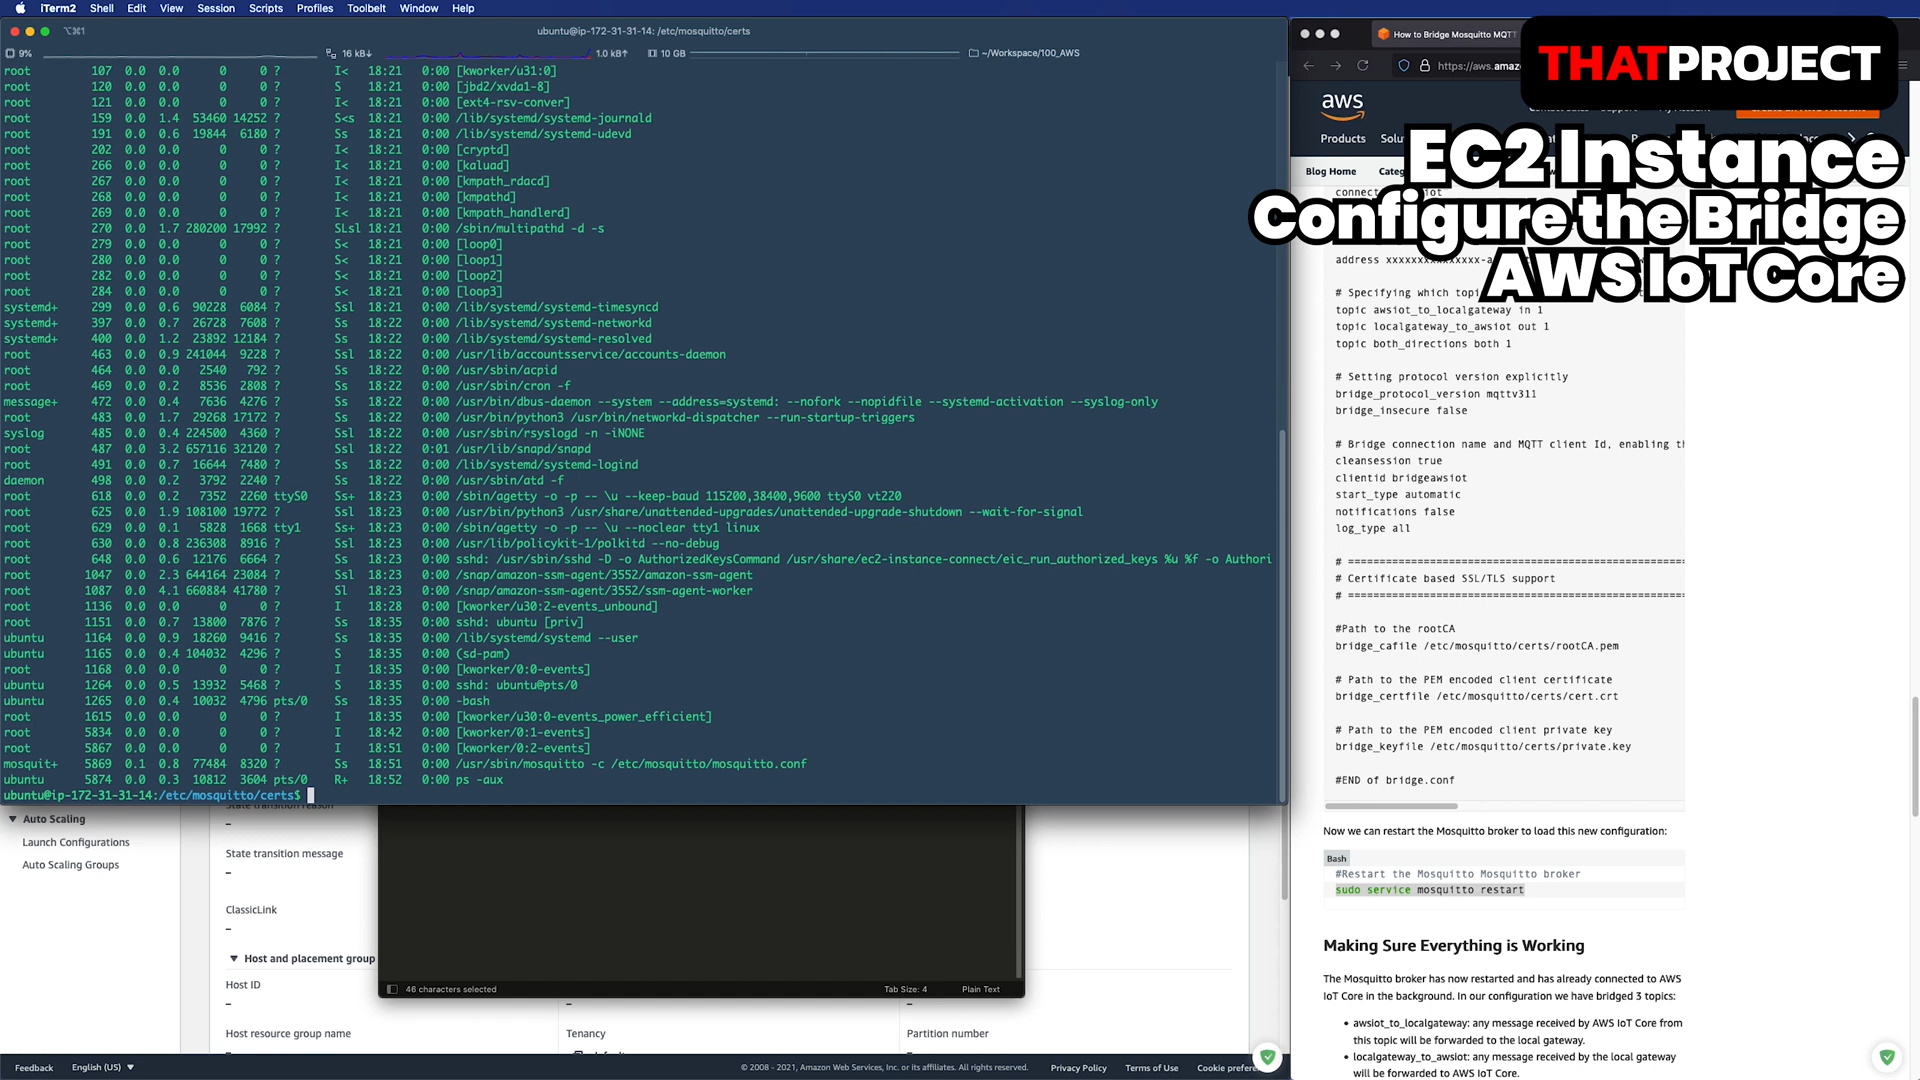 iTerm2 Shell Edit View Session Scripts Profiles Toolbelt Window Help
⌥⌘1
ubuntu@ip-172-31-31-14: /etc/mosquitto/certs
9% 16 kB↓ 1.0 kB↑ 10 GB ~/Workspace/100_AWS
root 107 0.0 0.0 0 0 ? I< 18:21 0:00 [kworker/u31:0]
root 120 0.0 0.0 0 0 ? S 18:21 0:00 [jbd2/xvda1-8]
root 121 0.0 0.0 0 0 ? I< 18:21 0:00 [ext4-rsv-conver]
root 159 0.0 1.4 53460 14252 ? S<s 18:21 0:00 /lib/systemd/systemd-journald
root 191 0.0 0.6 19844 6180 ? Ss 18:21 0:00 /lib/systemd/systemd-udevd
root 202 0.0 0.0 0 0 ? I< 18:21 0:00 [cryptd]
root 266 0.0 0.0 0 0 ? I< 18:21 0:00 [kaluad]
root 267 0.0 0.0 0 0 ? I< 18:21 0:00 [kmpath_rdacd]
root 268 0.0 0.0 0 0 ? I< 18:21 0:00 [kmpathd]
root 269 0.0 0.0 0 0 ? I< 18:21 0:00 [kmpath_handlerd]
root 270 0.0 1.7 280200 17992 ? SLsl 18:21 0:00 /sbin/multipathd -d -s
root 279 0.0 0.0 0 0 ? S< 18:21 0:00 [loop0]
root 280 0.0 0.0 0 0 ? S< 18:21 0:00 [loop1]
root 282 0.0 0.0 0 0 ? S< 18:21 0:00 [loop2]
root 284 0.0 0.0 0 0 ? S< 18:21 0:00 [loop3]
systemd+ 299 0.0 0.6 90228 6084 ? Ssl 18:21 0:00 /lib/systemd/systemd-timesyncd
systemd+ 397 0.0 0.7 26728 7608 ? Ss 18:22 0:00 /lib/systemd/systemd-networkd
systemd+ 400 0.0 1.2 23892 12184 ? Ss 18:22 0:00 /lib/systemd/systemd-resolved
root 463 0.0 0.9 241044 9228 ? Ssl 18:22 0:00 /usr/lib/accountsservice/accounts-daemon
root 464 0.0 0.0 2540 792 ? Ss 18:22 0:00 /usr/sbin/acpid
root 469 0.0 0.2 8536 2808 ? Ss 18:22 0:00 /usr/sbin/cron -f
message+ 472 0.0 0.4 7636 4276 ? Ss 18:22 0:00 /usr/bin/dbus-daemon --system --address=systemd: --nofork --nopidfile --systemd-activation --syslog-only
root 483 0.0 1.7 29268 17172 ? Ss 18:22 0:00 /usr/bin/python3 /usr/bin/networkd-dispatcher --run-startup-triggers
syslog 485 0.0 0.4 224500 4360 ? Ssl 18:22 0:00 /usr/sbin/rsyslogd -n -iNONE
root 487 0.0 3.2 657116 32120 ? Ssl 18:22 0:01 /usr/lib/snapd/snapd
root 491 0.0 0.7 16644 7480 ? Ss 18:22 0:00 /lib/systemd/systemd-logind
daemon 498 0.0 0.2 3792 2240 ? Ss 18:22 0:00 /usr/sbin/atd -f
root 618 0.0 0.2 7352 2260 ttyS0 Ss+ 18:23 0:00 /sbin/agetty -o -p -- \u --keep-baud 115200,38400,9600 ttyS0 vt220
root 625 0.0 1.9 108100 19772 ? Ssl 18:23 0:00 /usr/bin/python3 /usr/share/unattended-upgrades/unattended-upgrade-shutdown --wait-for-signal
root 629 0.0 0.1 5828 1668 tty1 Ss+ 18:23 0:00 /sbin/agetty -o -p -- \u --noclear tty1 linux
root 630 0.0 0.8 236308 8916 ? Ssl 18:23 0:00 /usr/lib/policykit-1/polkitd --no-debug
root 648 0.0 0.6 12176 6664 ? Ss 18:23 0:00 sshd: /usr/sbin/sshd -D -o AuthorizedKeysCommand /usr/share/ec2-instance-connect/eic_run_authorized_keys %u %f -o Authori
root 1047 0.0 2.3 644164 23084 ? Ssl 18:23 0:00 /snap/amazon-ssm-agent/3552/amazon-ssm-agent
root 1087 0.0 4.1 660884 41780 ? Sl 18:23 0:00 /snap/amazon-ssm-agent/3552/ssm-agent-worker
root 1136 0.0 0.0 0 0 ? I 18:28 0:00 [kworker/u30:2-events_unbound]
root 1151 0.0 0.7 13800 7876 ? Ss 18:35 0:00 sshd: ubuntu [priv]
ubuntu 1164 0.0 0.9 18260 9416 ? Ss 18:35 0:00 /lib/systemd/systemd --user
ubuntu 1165 0.0 0.4 104032 4296 ? S 18:35 0:00 (sd-pam)
root 1168 0.0 0.0 0 0 ? I 18:35 0:00 [kworker/0:0-events]
ubuntu 1264 0.0 0.5 13932 5468 ? S 18:35 0:00 sshd: ubuntu@pts/0
ubuntu 1265 0.0 0.4 10032 4796 pts/0 Ss 18:35 0:00 -bash
root 1615 0.0 0.0 0 0 ? I 18:35 0:00 [kworker/u30:0-events_power_efficient]
root 5834 0.0 0.0 0 0 ? I 18:42 0:00 [kworker/0:1-events]
root 5867 0.0 0.0 0 0 ? I 18:51 0:00 [kworker/0:2-events]
mosquit+ 5869 0.1 0.8 77484 8320 ? Ss 18:51 0:00 /usr/sbin/mosquitto -c /etc/mosquitto/mosquitto.conf
ubuntu 5874 0.0 0.3 10812 3604 pts/0 R+ 18:52 0:00 ps -aux
ubuntu@ip-172-31-31-14:/etc/mosquitto/certs$
Auto Scaling
Launch Configurations
Auto Scaling Groups
State transition reason
–
State transition message
–
ClassicLink
–
Host and placement group
Host ID
–
–
–
Host resource group name
Tenancy
Partition number
46 characters selected Tab Size: 4 Plain Text
Feedback English (US) © 2008 - 2021, Amazon Web Services, Inc. or its affiliates. All rights reserved. Privacy Policy Terms of Use Cookie prefere
How to Bridge Mosquitto MQTT
https://aws.amaz
THATPROJECT
EC2 Instance
Configure the Bridge
AWS IoT Core
aws
Products
Blog Home
address xxxxxxxxxxxxxxx-a
# Specifying which topi
topic awsiot_to_localgateway in 1
topic localgateway_to_awsiot out 1
topic both_directions both 1
# Setting protocol version explicitly
bridge_protocol_version mqttv311
bridge_insecure false
# Bridge connection name and MQTT client Id, enabling th
cleansession true
clientid bridgeawsiot
start_type automatic
notifications false
log_type all
# =====================================================
# Certificate based SSL/TLS support
# =====================================================
#Path to the rootCA
bridge_cafile /etc/mosquitto/certs/rootCA.pem
# Path to the PEM encoded client certificate
bridge_certfile /etc/mosquitto/certs/cert.crt
# Path to the PEM encoded client private key
bridge_keyfile /etc/mosquitto/certs/private.key
#END of bridge.conf
Now we can restart the Mosquitto broker to load this new configuration:
Bash
#Restart the Mosquitto Mosquitto broker
sudo service mosquitto restart
Making Sure Everything is Working
The Mosquitto broker has now restarted and has already connected to AWS
IoT Core in the background. In our configuration we have bridged 3 topics:
• awsiot_to_localgateway: any message received by AWS IoT Core from
this topic will be forwarded to the local gateway.
• localgateway_to_awsiot: any message received by the local gateway
will be forwarded to AWS IoT Core.